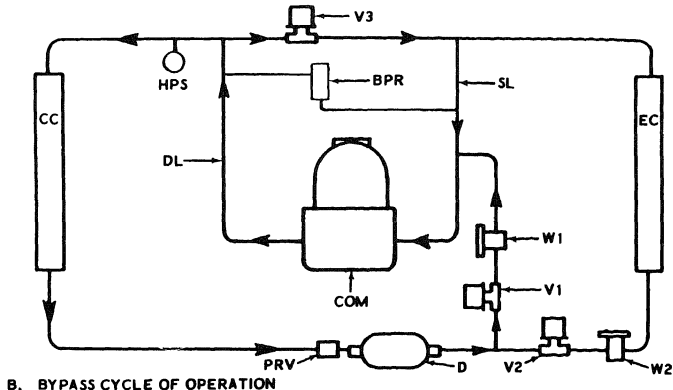 V3
HPS
BPR
SL
CC
EC
DL
W1
COM
V1
PRV
D
V2
W2
B. BYPASS CYCLE OF OPERATION